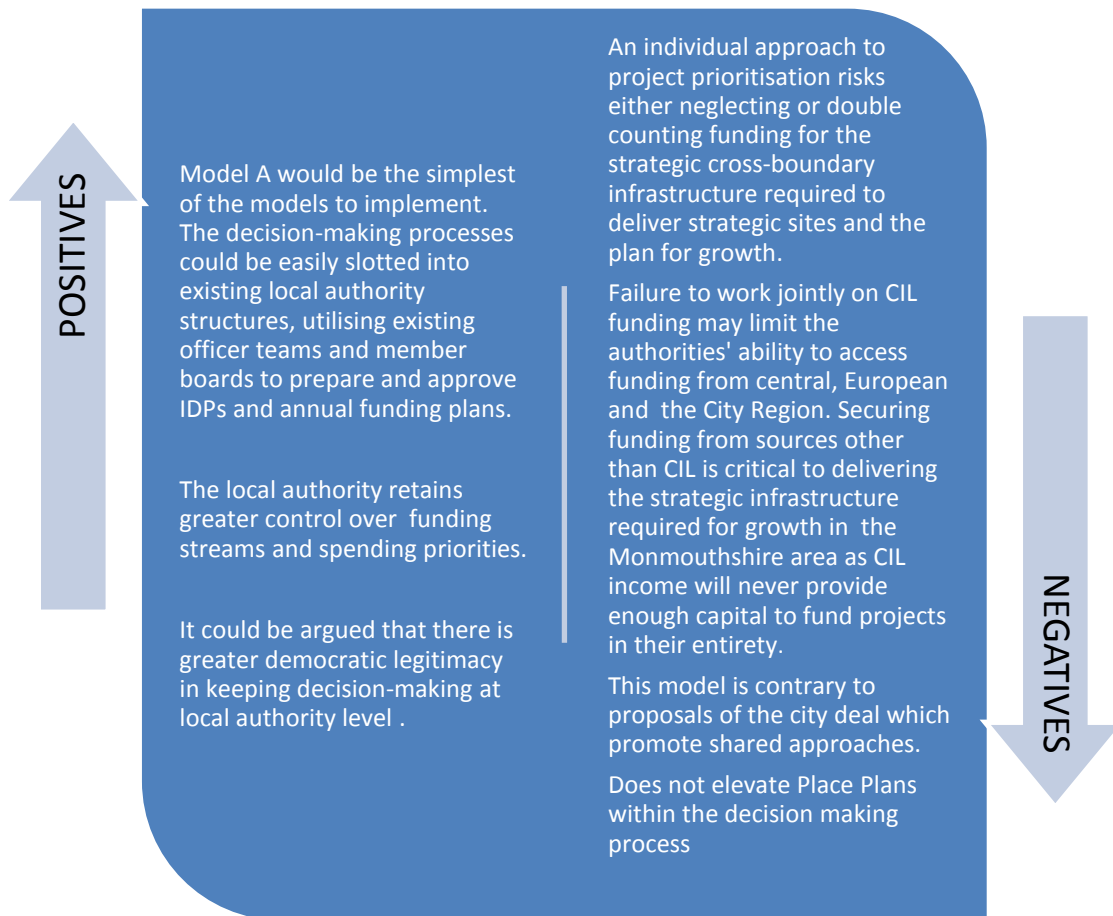 POSITIVES
Model A would be the simplest
of the models to implement.
The decision-making processes
could be easily slotted into
existing local authority
structures, utilising existing
officer teams and member
boards to prepare and approve
IDPs and annual funding plans.
The local authority retains
greater control over funding
streams and spending priorities.
It could be argued that there is
greater democratic legitimacy
in keeping decision-making at
local authority level .
An individual approach to
project prioritisation risks
either neglecting or double
counting funding for the
strategic cross-boundary
infrastructure required to
deliver strategic sites and the
plan for growth.
Failure to work jointly on CIL
funding may limit the
authorities' ability to access
funding from central, European
and the City Region. Securing
funding from sources other
than CIL is critical to delivering
the strategic infrastructure
required for growth in the
Monmouthshire area as CIL
income will never provide
enough capital to fund projects
in their entirety.
This model is contrary to
proposals of the city deal which
promote shared approaches.
Does not elevate Place Plans
within the decision making
process
NEGATIVES